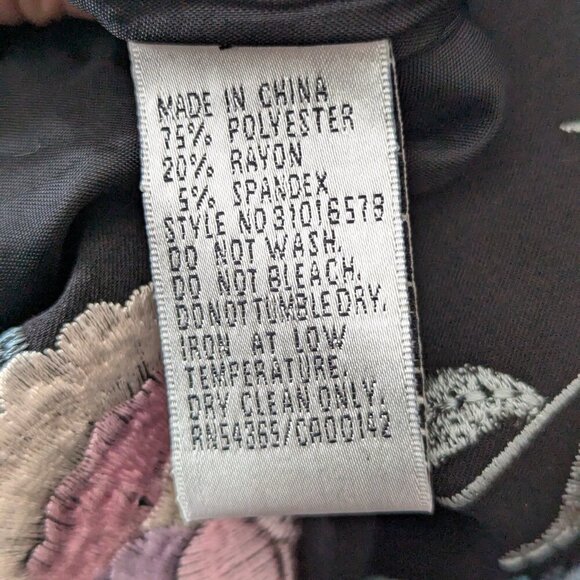 MADE IN CHINA
75% POLYESTER
20% RAYON
5% SPANDEX
STYLE NO31016578
DO NOT WASH.
DO NOT BLEACH.
DONOTTUMBLEDRY.
IRON AT LOW
TEMPERATURE.
DRY CLEAN ONLY.
RN54365/CA00142